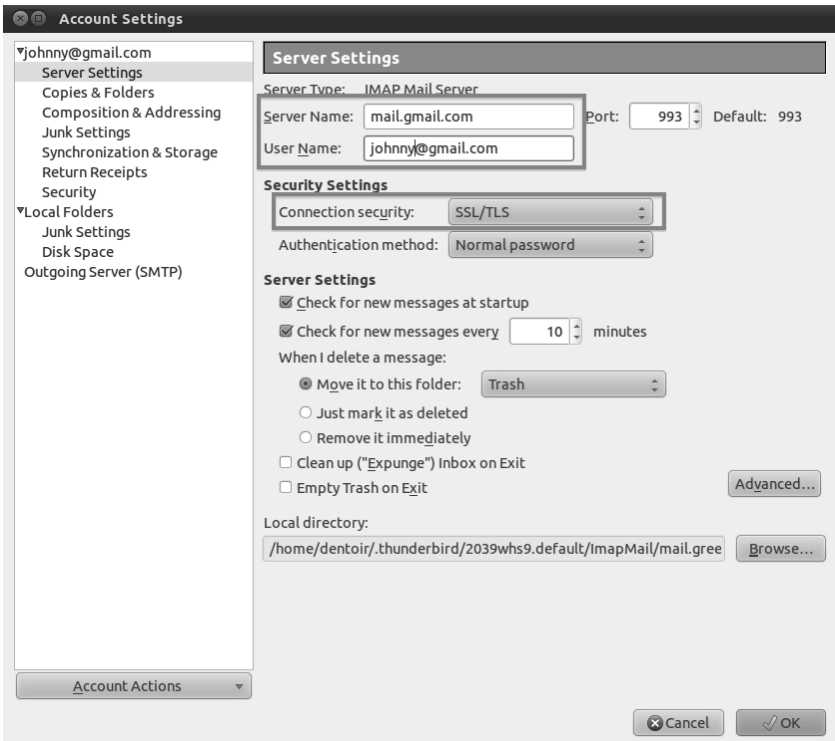 Account Settings
johnny@gmail.com
Server Settings
Copies & Folders
Composition & Addressing
Junk Settings
Synchronization & Storage
Return Receipts
Security
Local Folders
Junk Settings
Disk Space
Outgoing Server (SMTP)
Account Actions
Server Settings
Server Type: IMAP Mail Server
Server Name: mail.gmail.com Port: 993 Default: 993
User Name: johnny@gmail.com
Security Settings
Connection security: SSL/TLS
Authentication method: Normal password
Server Settings
Check for new messages at startup
Check for new messages every 10 minutes
When I delete a message:
Move it to this folder: Trash
Just mark it as deleted
Remove it immediately
Clean up ("Expunge") Inbox on Exit
Empty Trash on Exit
Advanced...
Local directory:
/home/dentoir/.thunderbird/2039whs9.default/ImapMail/mail.gree Browse...
Cancel OK